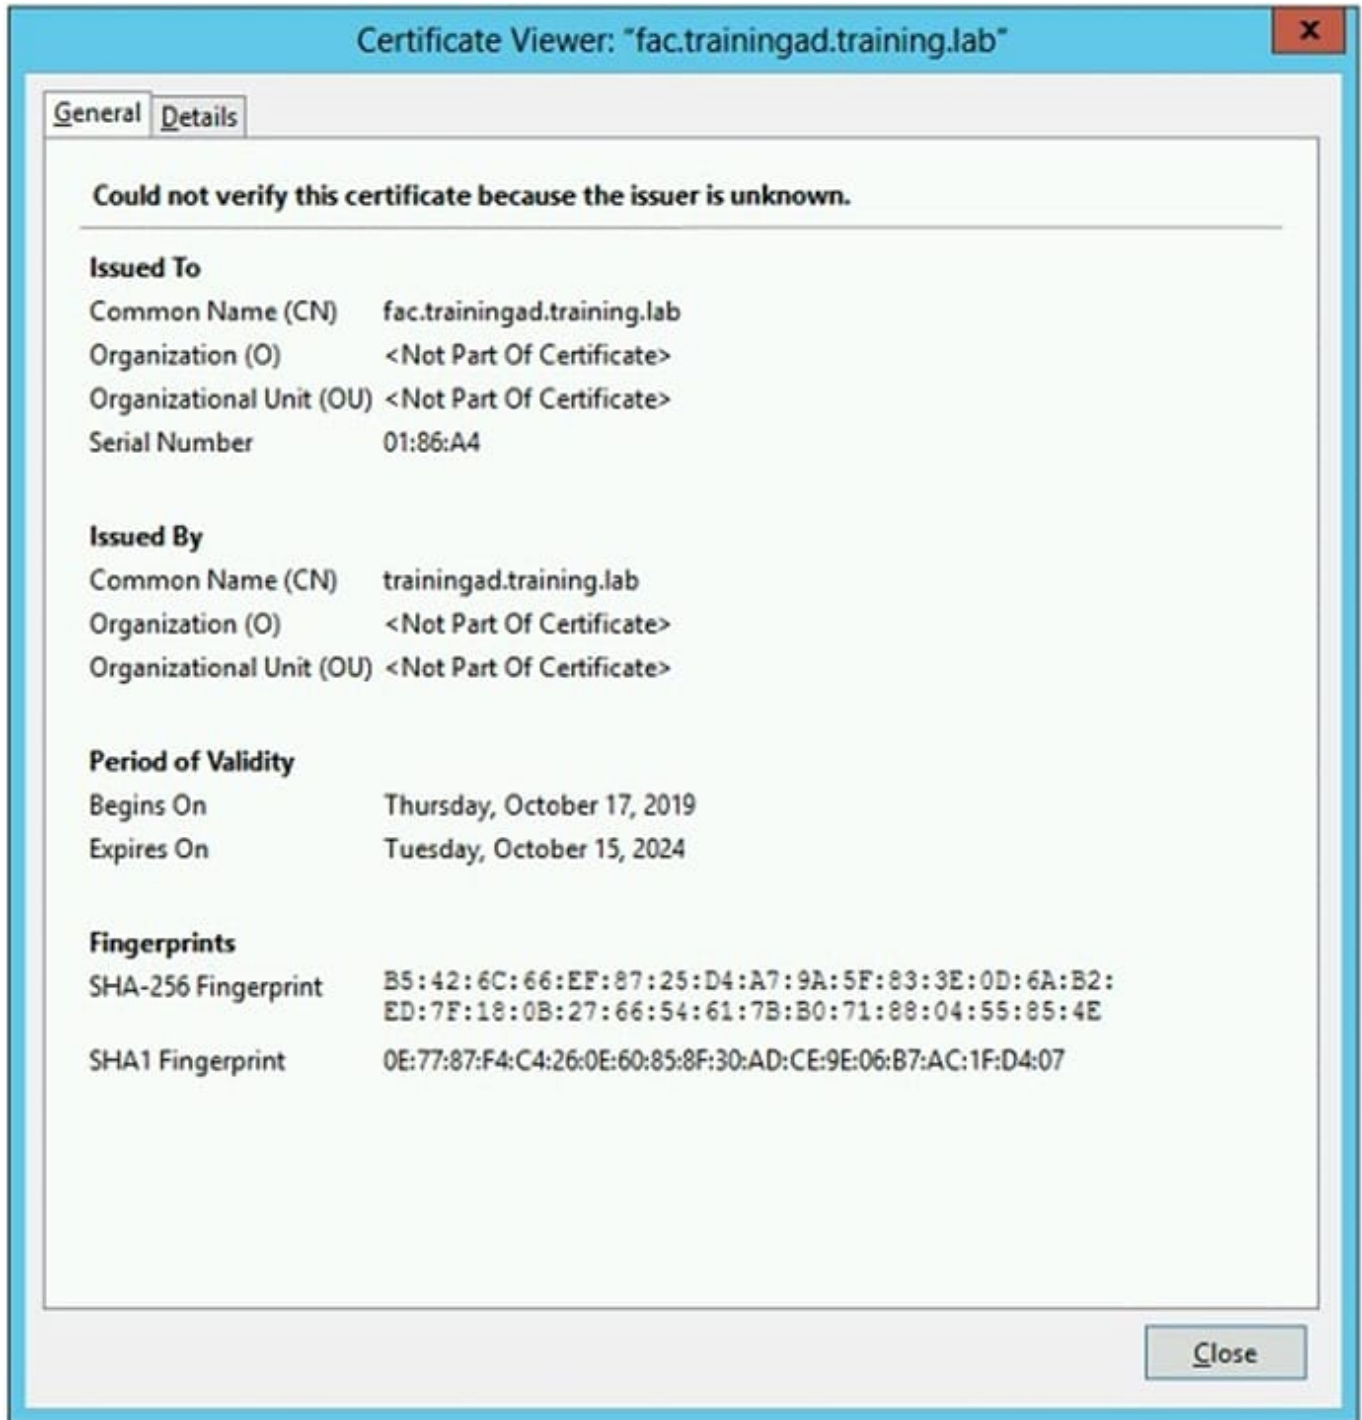 Certificate Viewer: "fac.trainingad.training.lab"
x
General Details
Could not verify this certificate because the issuer is unknown.
Issued To
Common Name (CN) fac.trainingad.training.lab
Organization (O) <Not Part Of Certificate>
Organizational Unit (OU) <Not Part Of Certificate>
Serial Number 01:86:A4
Issued By
Common Name (CN) trainingad.training.lab
Organization (O) <Not Part Of Certificate>
Organizational Unit (OU) <Not Part Of Certificate>
Period of Validity
Begins On Thursday, October 17, 2019
Expires On Tuesday, October 15, 2024
Fingerprints
SHA-256 Fingerprint B5:42:6C:66:EF:87:25:D4:A7:9A:5F:83:3E:0D:6A:B2:
ED:7F:18:0B:27:66:54:61:7B:B0:71:88:04:55:85:4E
SHA1 Fingerprint 0E:77:87:F4:C4:26:0E:60:85:8F:30:AD:CE:9E:06:B7:AC:1F:D4:07
Close